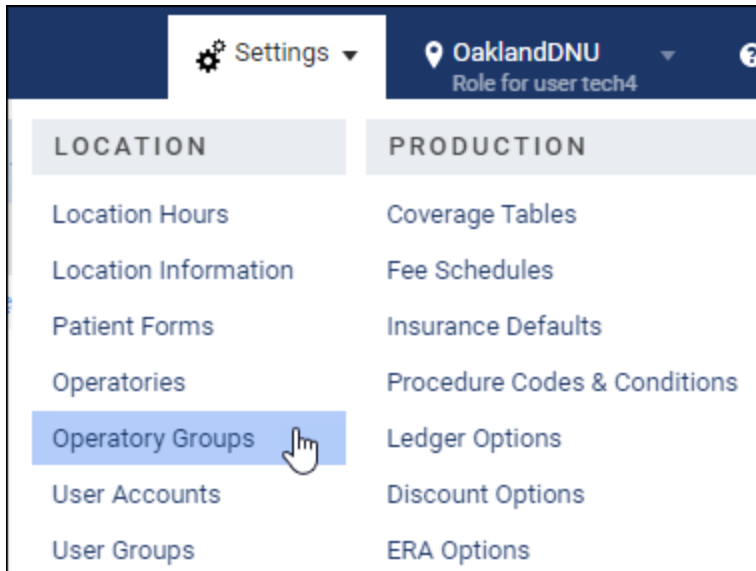 Settings
OaklandDNU
Role for user tech4
LOCATION
Location Hours
Location Information
Patient Forms
Operatories
Operatory Groups
User Accounts
User Groups
PRODUCTION
Coverage Tables
Fee Schedules
Insurance Defaults
Procedure Codes & Conditions
Ledger Options
Discount Options
ERA Options